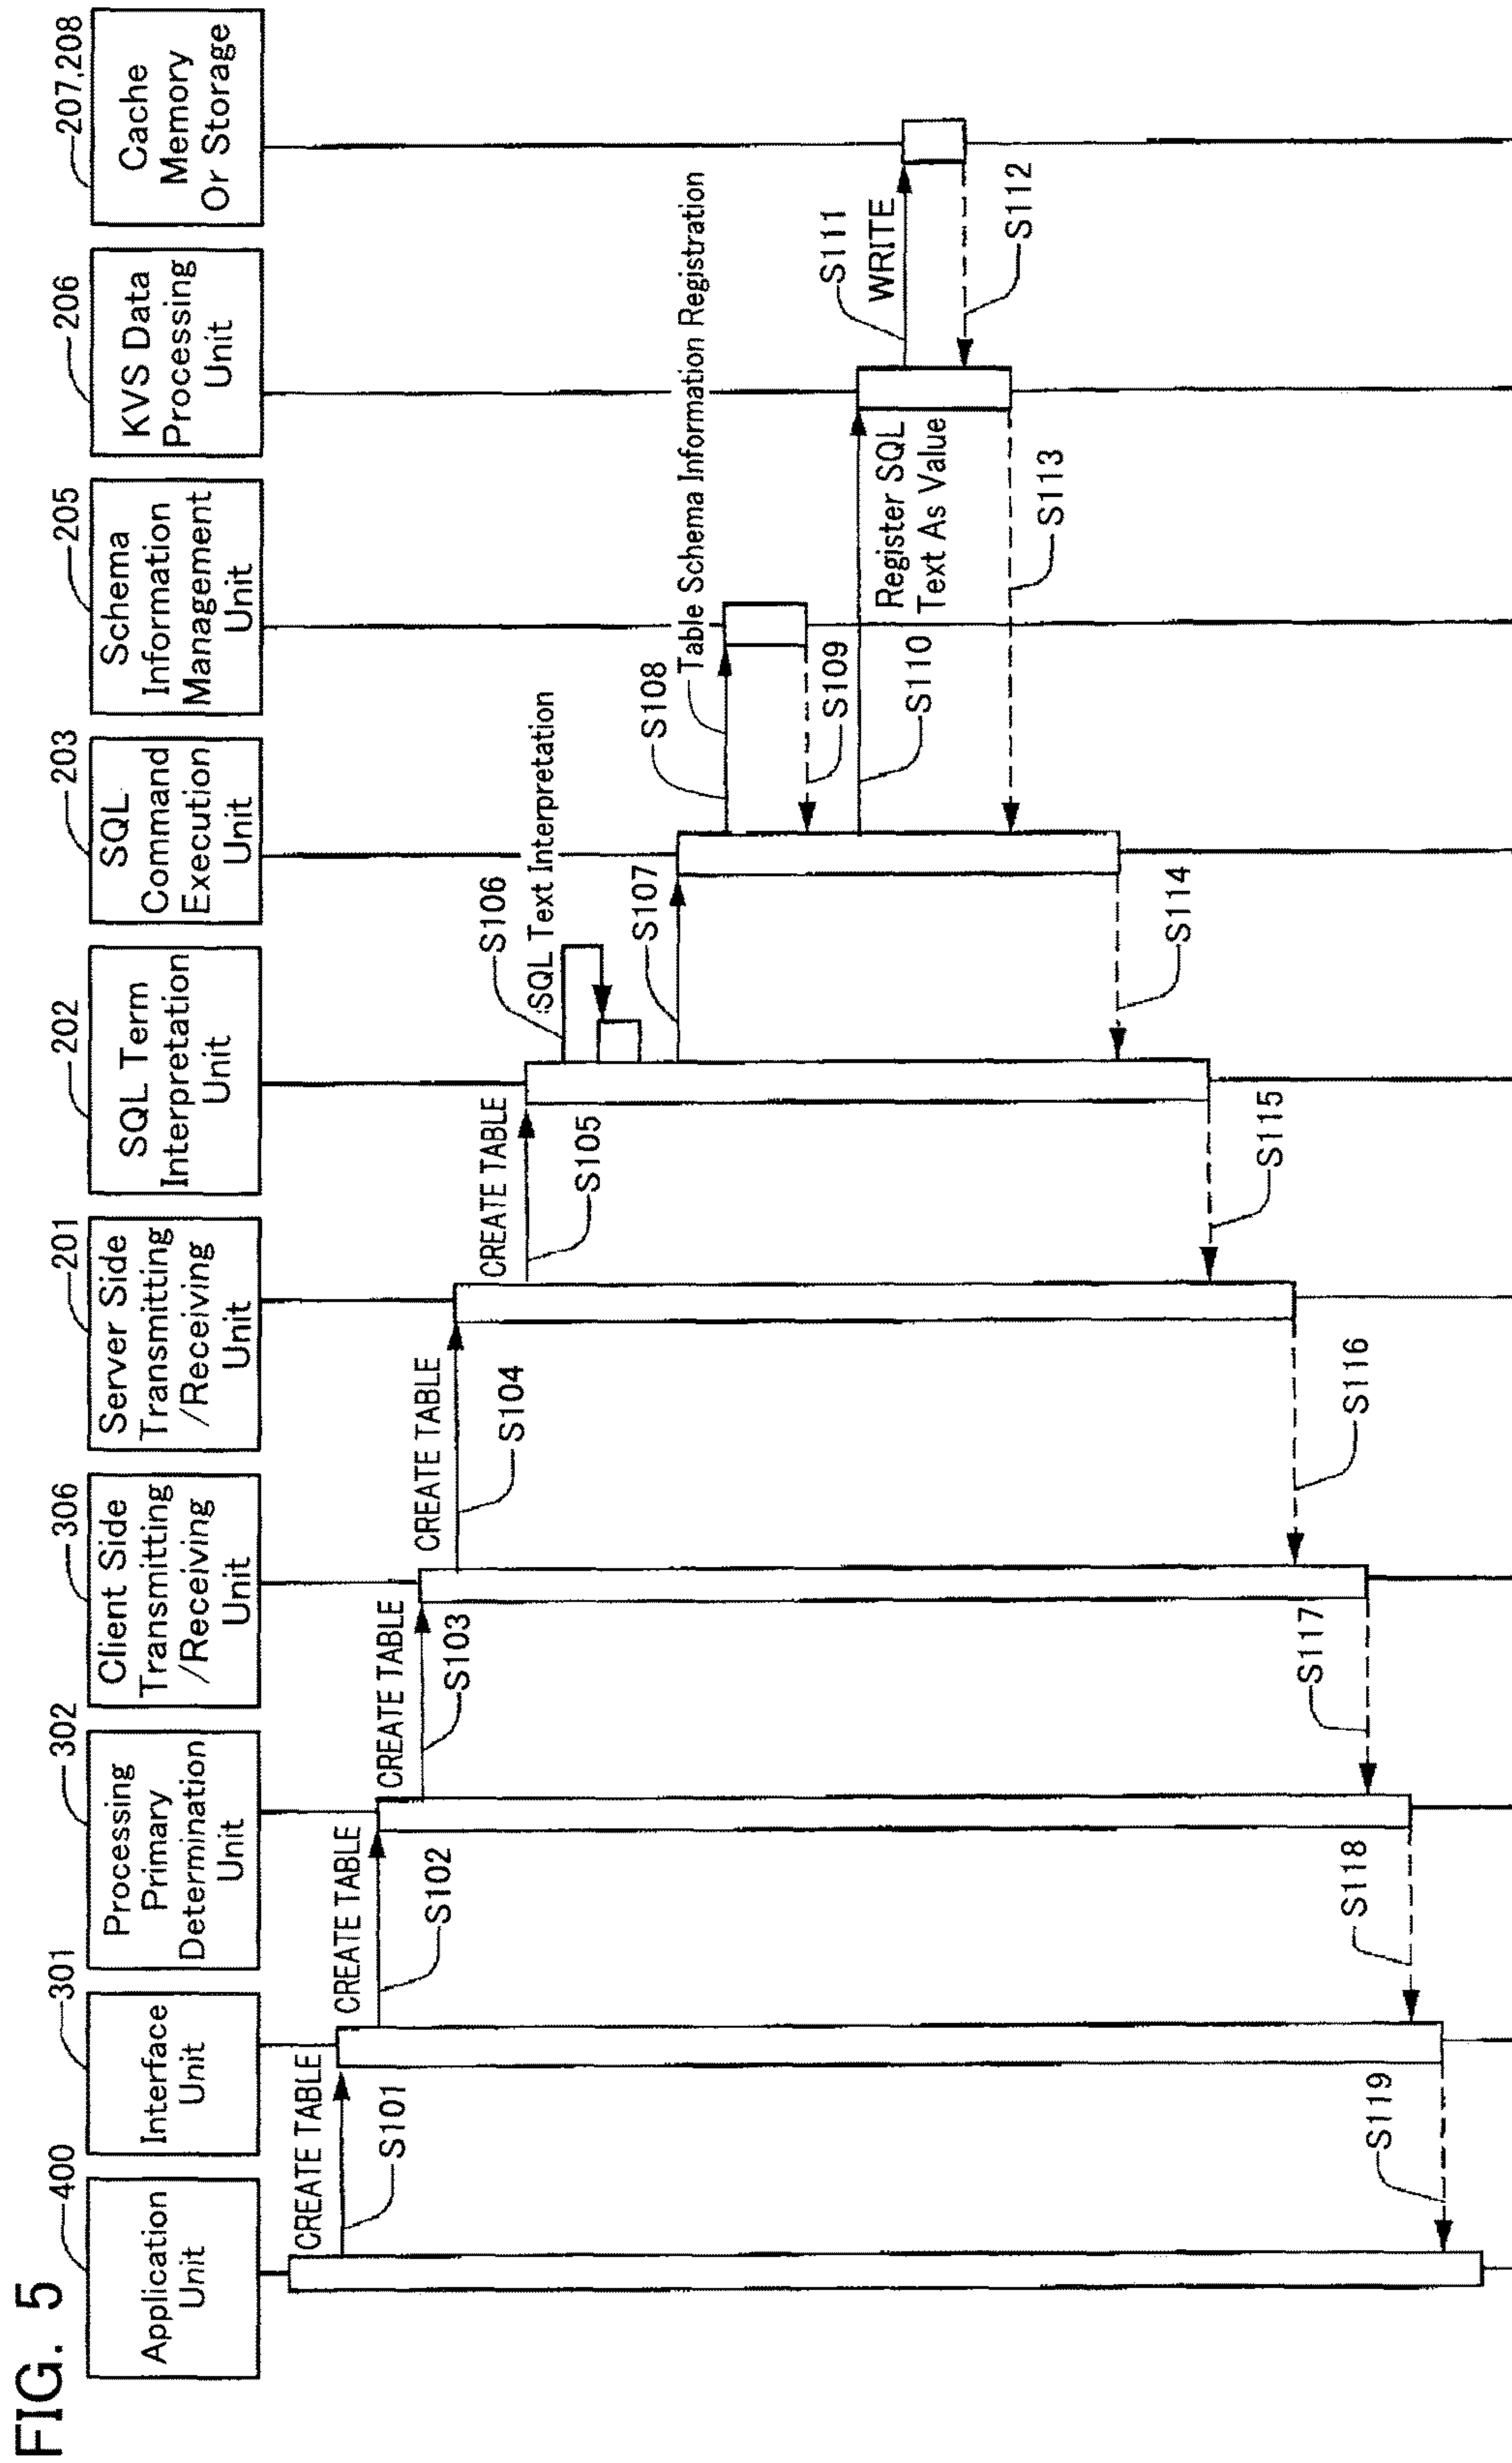 FIG. 5
400
Application
Unit
301
Interface
Unit
302
Processing
Primary
Determination
Unit
306
Client Side
Transmitting
/Receiving
Unit
201
Server Side
Transmitting
/Receiving
Unit
202
SQL Term
Interpretation
Unit
203
SQL
Command
Execution
Unit
205
Schema
Information
Management
Unit
206
KVS Data
Processing
Unit
207,208
Cache
Memory
Or Storage
CREATE TABLE
S101
CREATE TABLE
S102
CREATE TABLE
S103
CREATE TABLE
S104
CREATE TABLE
S105
S106
SQL Text Interpretation
S107
S108
Table Schema Information Registration
S109
S110
Register SQL
Text As Value
S111
WRITE
S112
S113
S114
S115
S116
S117
S118
S119